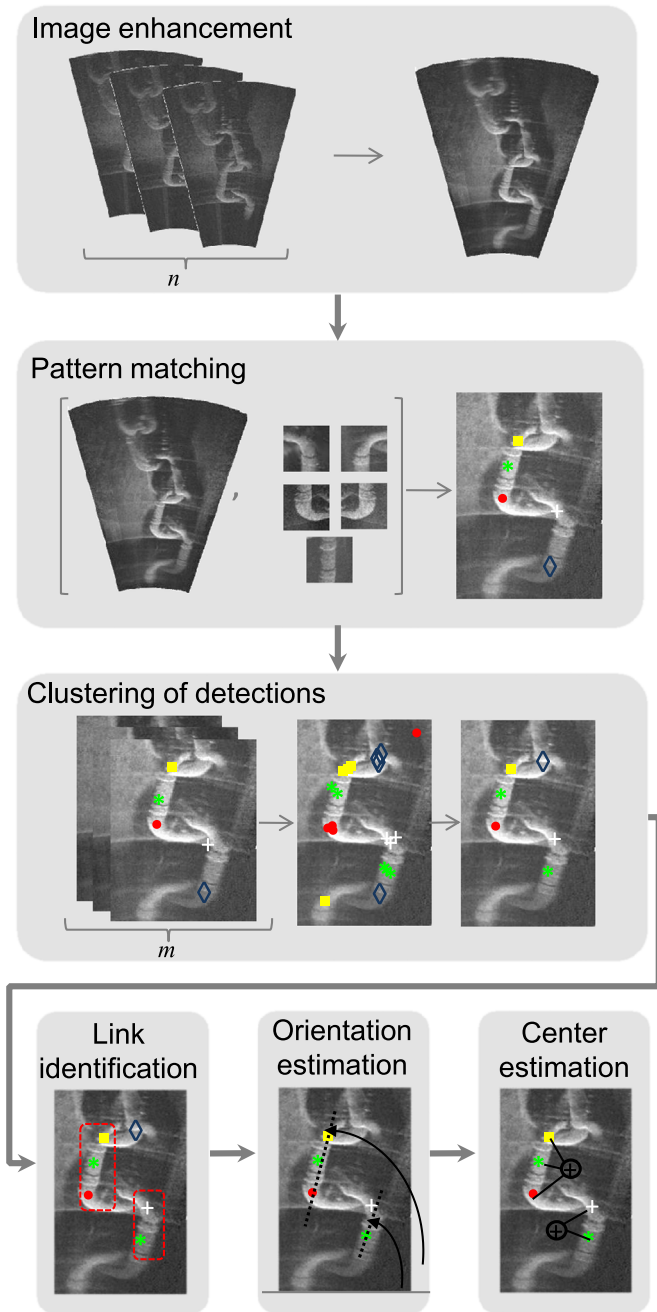 Image enhancement
n
Pattern matching
,
Clustering of detections
m
Link
identification
Orientation
estimation
Center
estimation